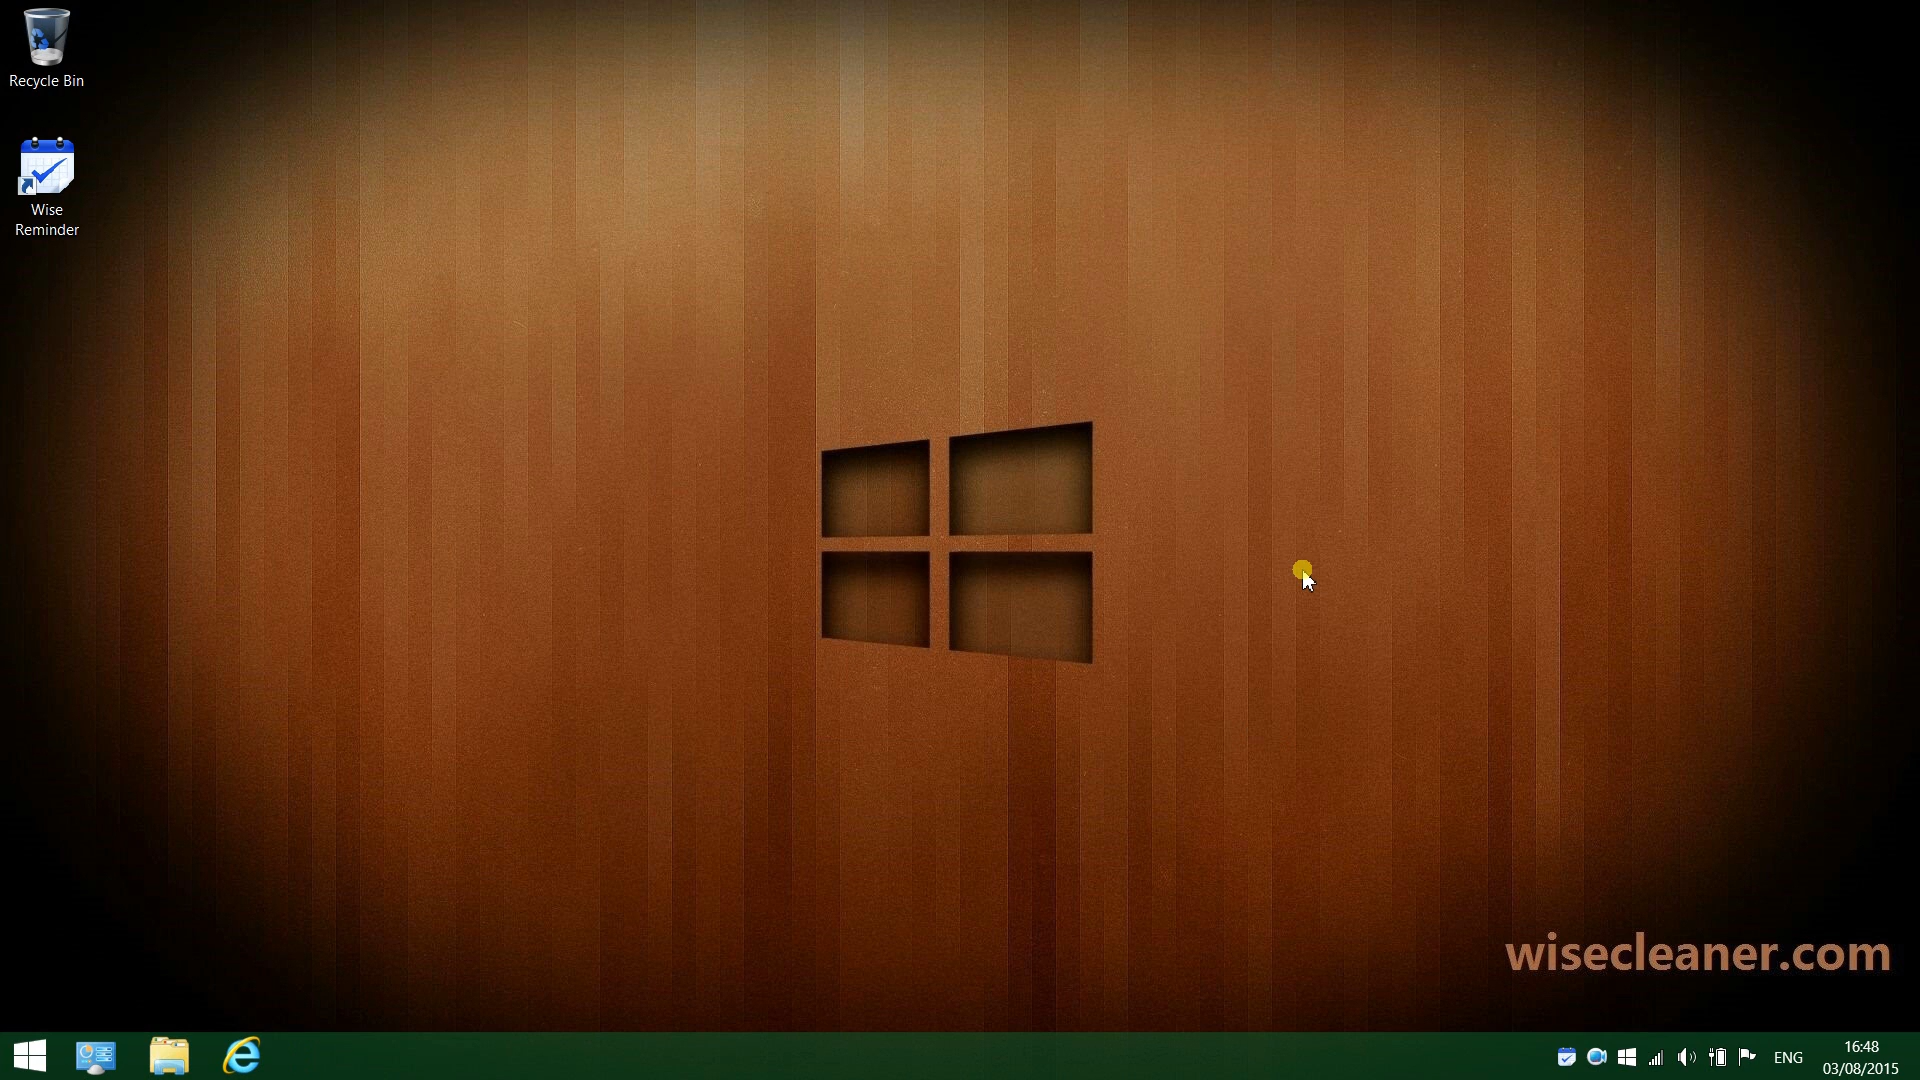 Recycle Bin
Wise
Reminder
wisecleaner.com
ENG
16:48
03/08/2015